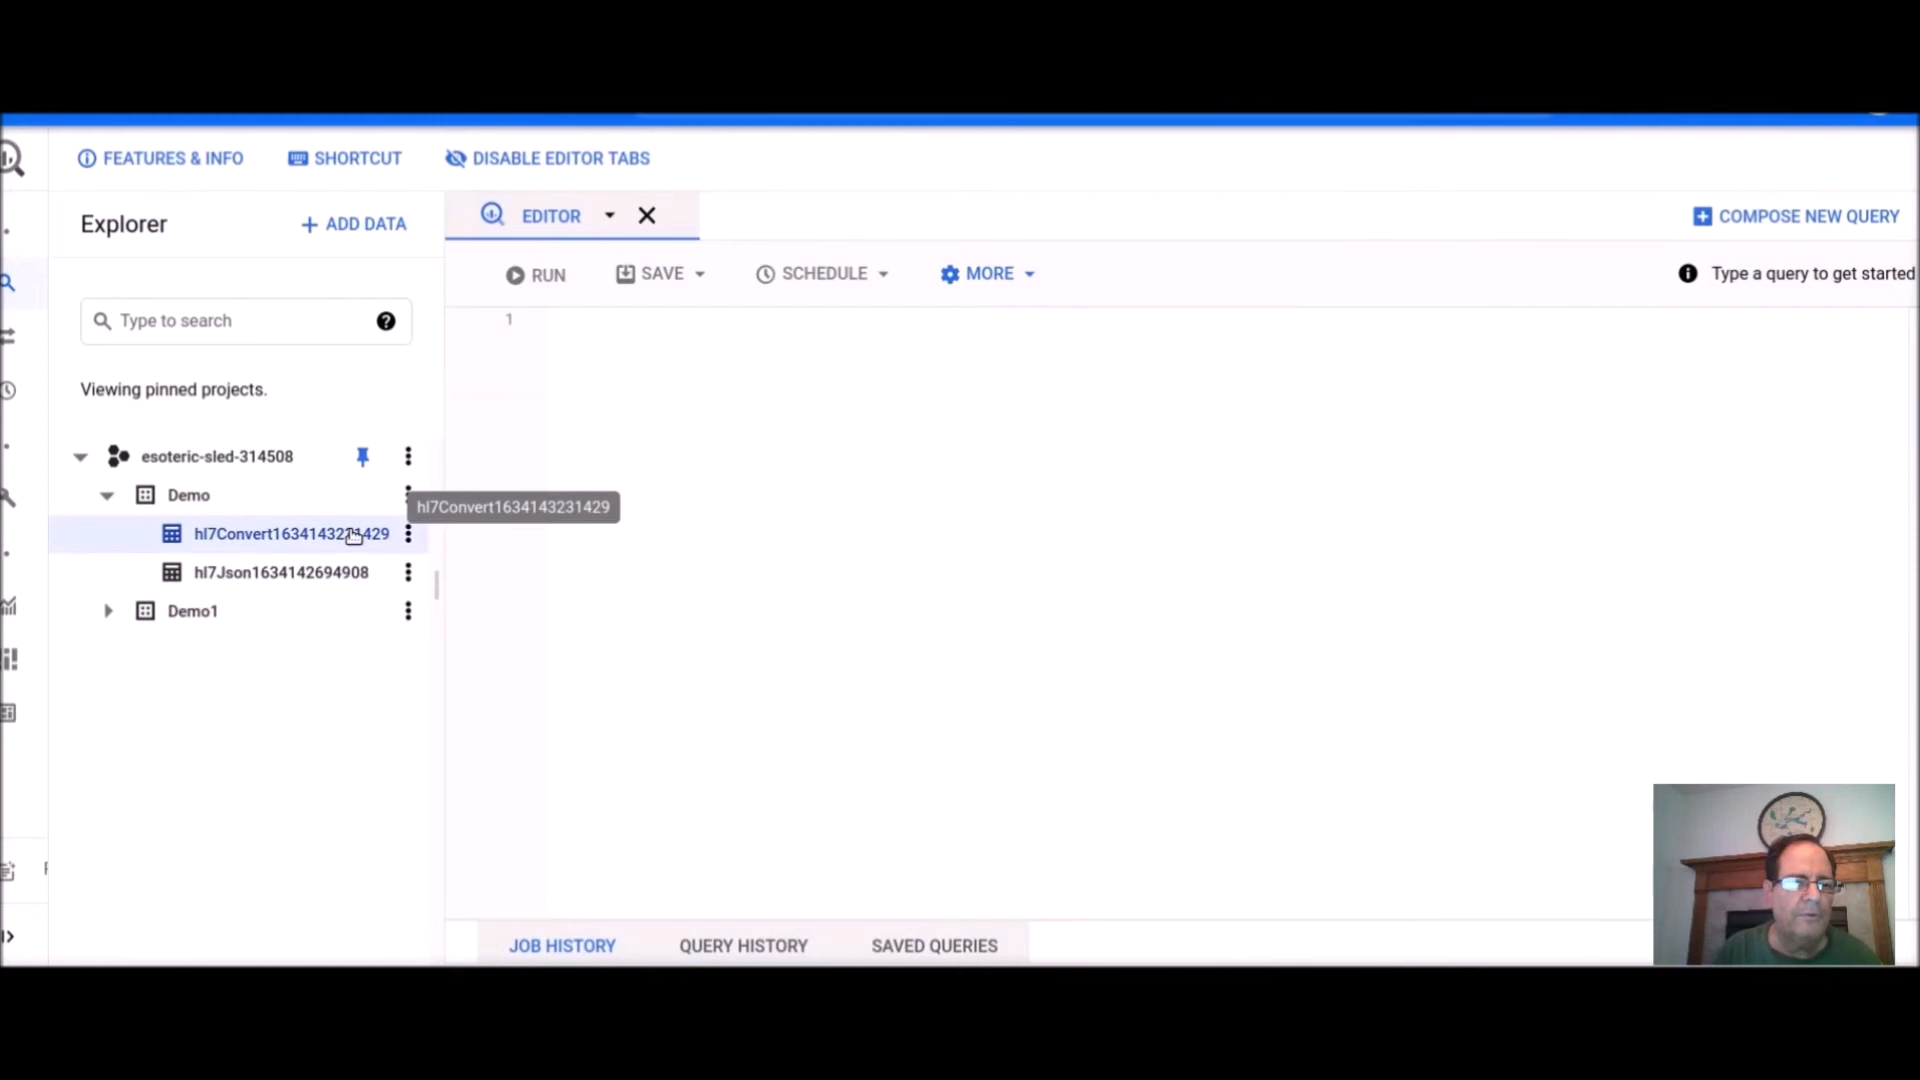 FEATURES & INFO
SHORTCUT
DISABLE EDITOR TABS
Explorer
+ ADD DATA
EDITOR
COMPOSE NEW QUERY
RUN
SAVE
SCHEDULE
MORE
Type a query to get started
Type to search
1
Viewing pinned projects.
esoteric-sled-314508
Demo
hl7Convert1634143231429
hl7Convert1634143231429
hl7Json1634142694908
Demo1
JOB HISTORY
QUERY HISTORY
SAVED QUERIES